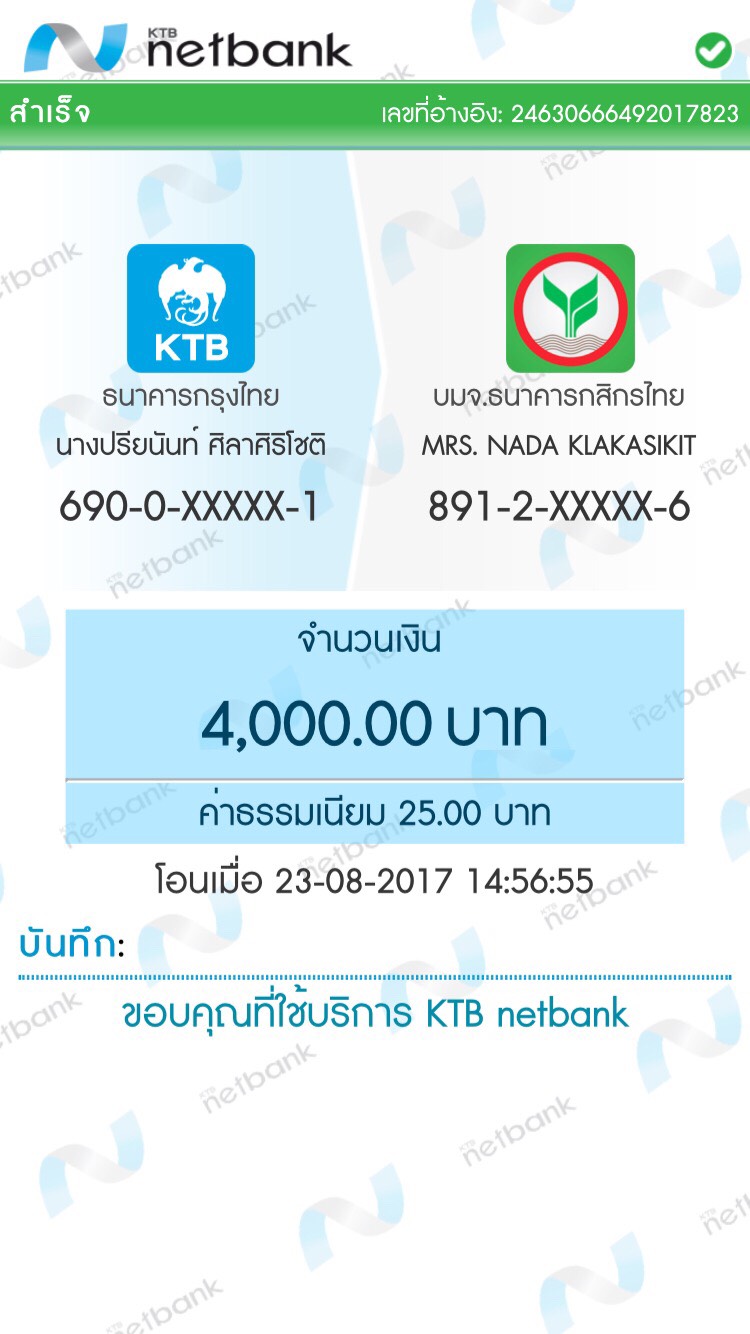 KTB
netbank
สำเร็จ
เลขที่อ้างอิง: 24630666492017823
KTB
ธนาคารกรุงไทย
นางปรียนันท์ ศิลาศิริโชติ
690-0-XXXXX-1
บมจ.ธนาคารกสิกรไทย
MRS. NADA KLAKASIKIT
891-2-XXXXX-6
จำนวนเงิน
4,000.00 บาท
ค่าธรรมเนียม 25.00 บาท
โอนเมื่อ 23-08-2017 14:56:55
บันทึก:
ขอบคุณที่ใช้บริการ KTB netbank